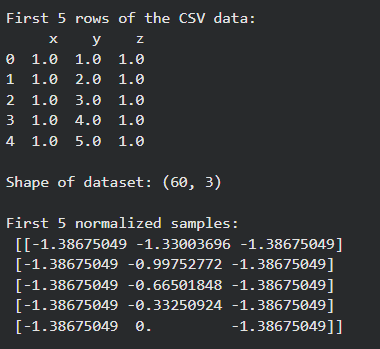 First 5 rows of the CSV data:
     x    y    z
0  1.0  1.0  1.0
1  1.0  2.0  1.0
2  1.0  3.0  1.0
3  1.0  4.0  1.0
4  1.0  5.0  1.0

Shape of dataset: (60, 3)

First 5 normalized samples:
 [[-1.38675049 -1.33003696 -1.38675049]
 [-1.38675049 -0.99752772 -1.38675049]
 [-1.38675049 -0.66501848 -1.38675049]
 [-1.38675049 -0.33250924 -1.38675049]
 [-1.38675049  0.         -1.38675049]]